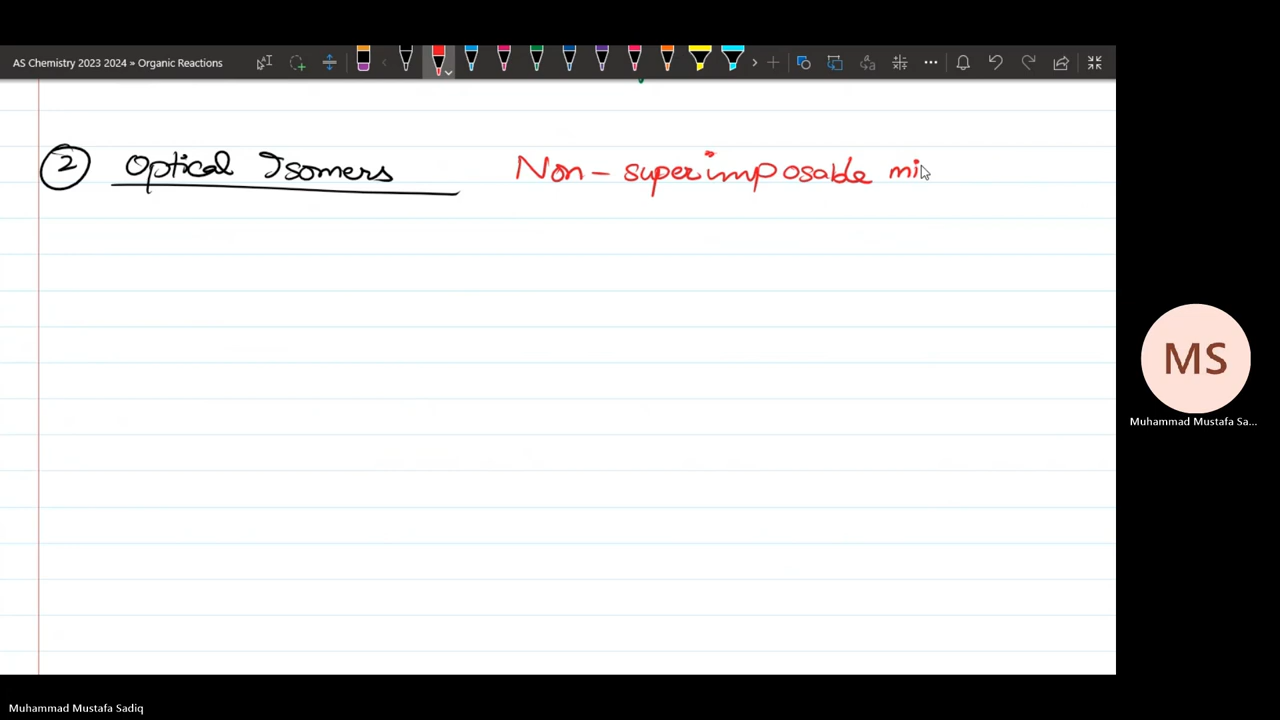 AS Chemistry 2023 2024 » Organic Reactions
2 Optical Isomers Non-superimposable mi
MS
Muhammad Mustafa Sa...
Muhammad Mustafa Sadiq